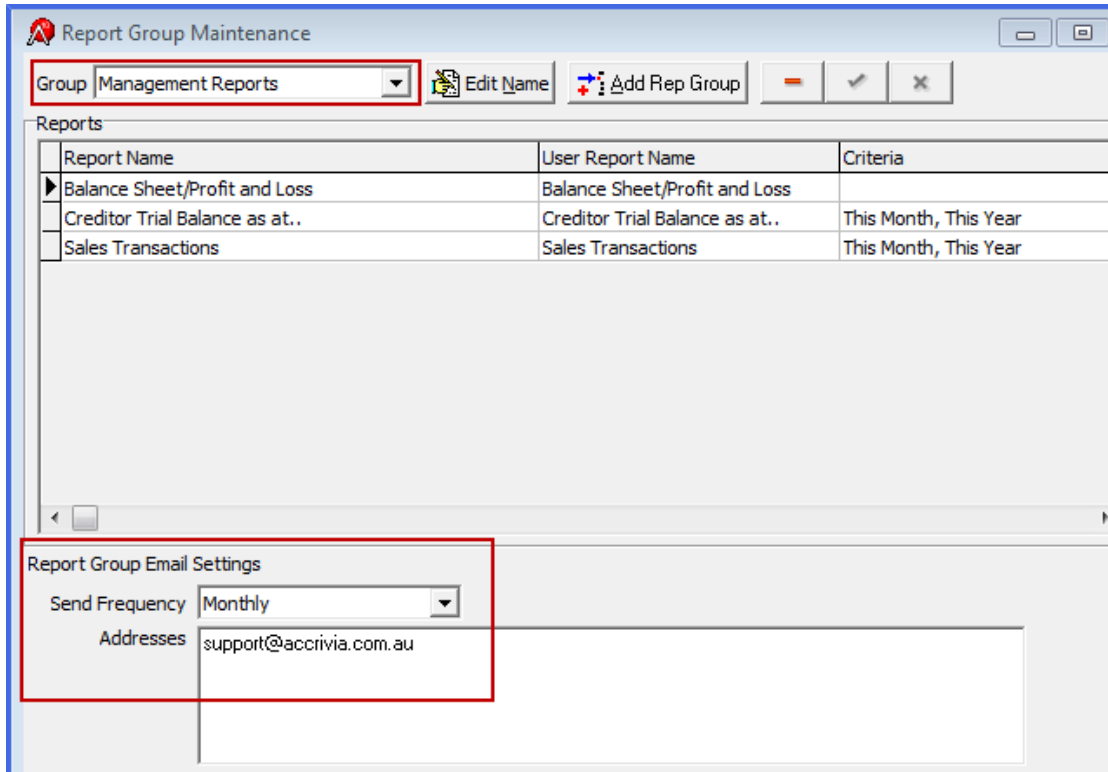 Report Group Maintenance
Group Management Reports Edit Name Add Rep Group
Reports
Report Name User Report Name Criteria
Balance Sheet/Profit and Loss Balance Sheet/Profit and Loss
Creditor Trial Balance as at.. Creditor Trial Balance as at.. This Month, This Year
Sales Transactions Sales Transactions This Month, This Year
Report Group Email Settings
Send Frequency Monthly
Addresses support@accrivia.com.au